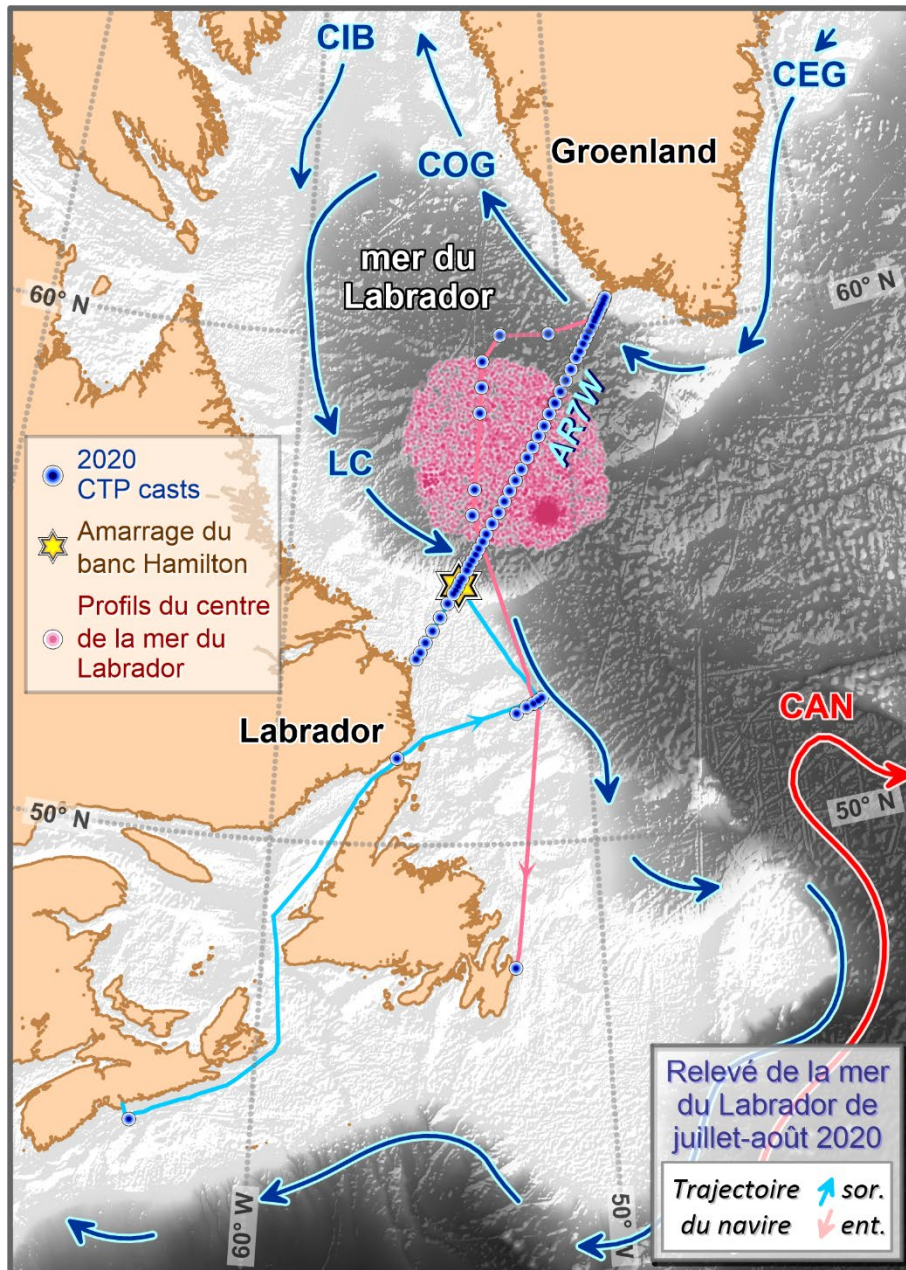 CIB
CEG
Groenland
COG
mer du
Labrador
60° N
60° N
AR7W
LC
2020
CTP casts
Amarrage du
banc Hamilton
Profils du centre
de la mer du
Labrador
CAN
Labrador
50° N
50° N
Relevé de la mer
du Labrador de
juillet-août 2020
Trajectoire
du navire
sor.
ent.
60° W
50° W